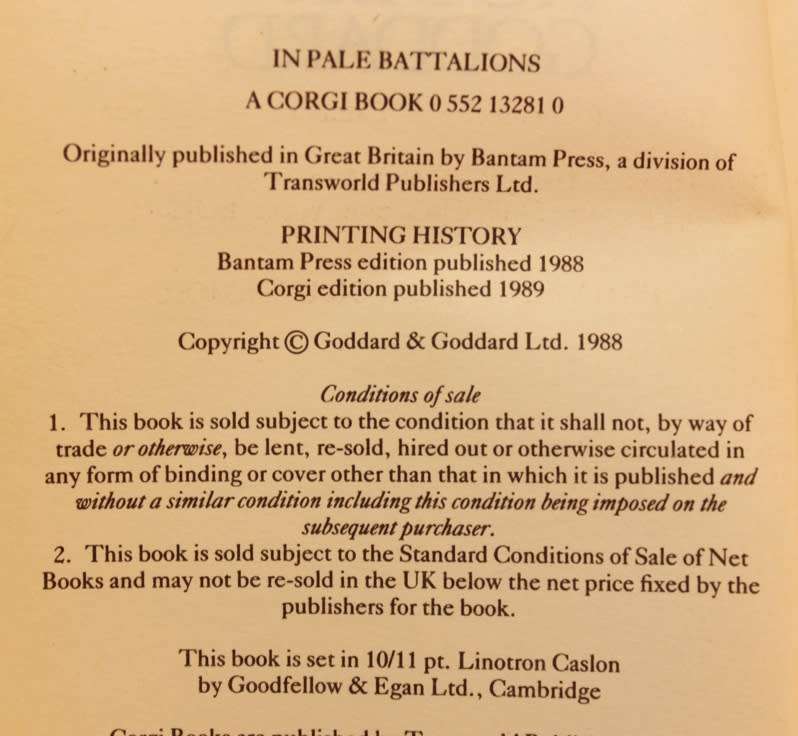 IN PALE BATTALIONS
A CORGI BOOK 0 552 13281 0
Originally published in Great Britain by Bantam Press, a division of
Transworld Publishers Ltd.
PRINTING HISTORY
Bantam Press edition published 1988
Corgi edition published 1989
Copyright © Goddard & Goddard Ltd. 1988
Conditions of sale
1. This book is sold subject to the condition that it shall not, by way of
trade or otherwise, be lent, re-sold, hired out or otherwise circulated in
any form of binding or cover other than that in which it is published and
without a similar condition including this condition being imposed on the
subsequent purchaser.
2. This book is sold subject to the Standard Conditions of Sale of Net
Books and may not be re-sold in the UK below the net price fixed by the
publishers for the book.
This book is set in 10/11 pt. Linotron Caslon
by Goodfellow & Egan Ltd., Cambridge
Corgi Books are published by